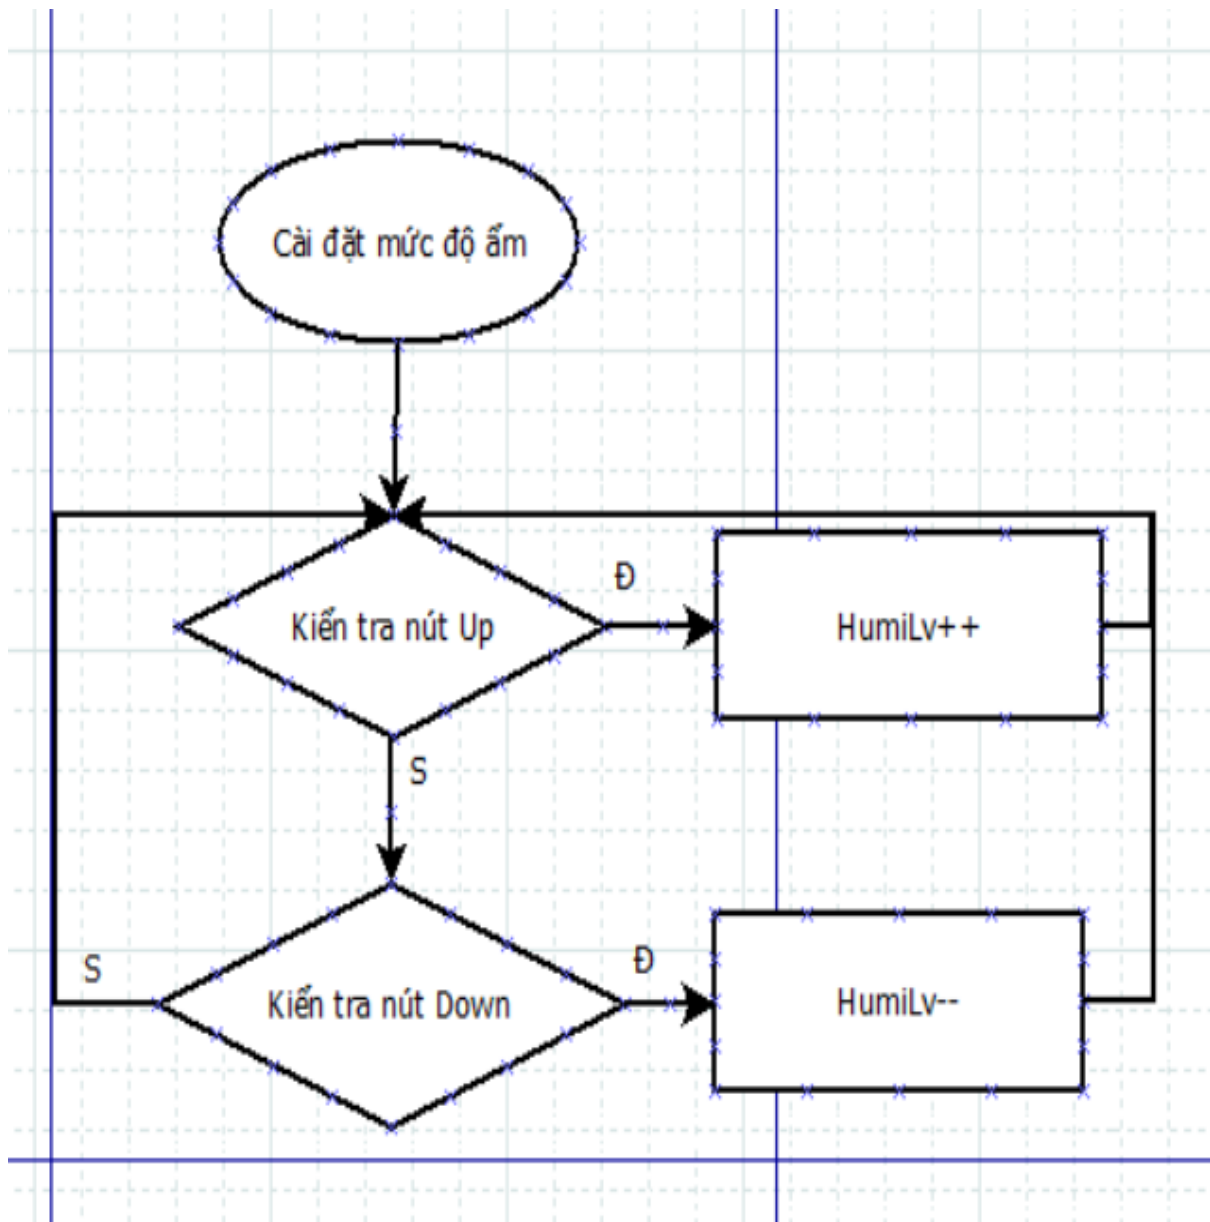 Cài đặt mức độ ẩm
Đ
Kiển tra nút Up
HumiLv++
S
S
Đ
Kiển tra nút Down
HumiLv--